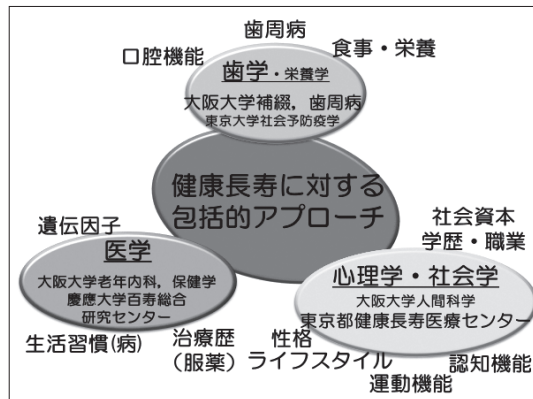 歯周病
口腔機能
食事・栄養
歯学・栄養学
大阪大学補綴，歯周病
東京大学社会予防疫学
健康長寿に対する
包括的アプローチ
遺伝因子
医学
大阪大学老年内科，保健学
慶應大学百寿総合
研究センター
生活習慣(病)
治療歴
（服薬）
社会資本
学歴・職業
心理学・社会学
大阪大学人間科学
東京都健康長寿医療センター
性格
ライフスタイル
認知機能
運動機能